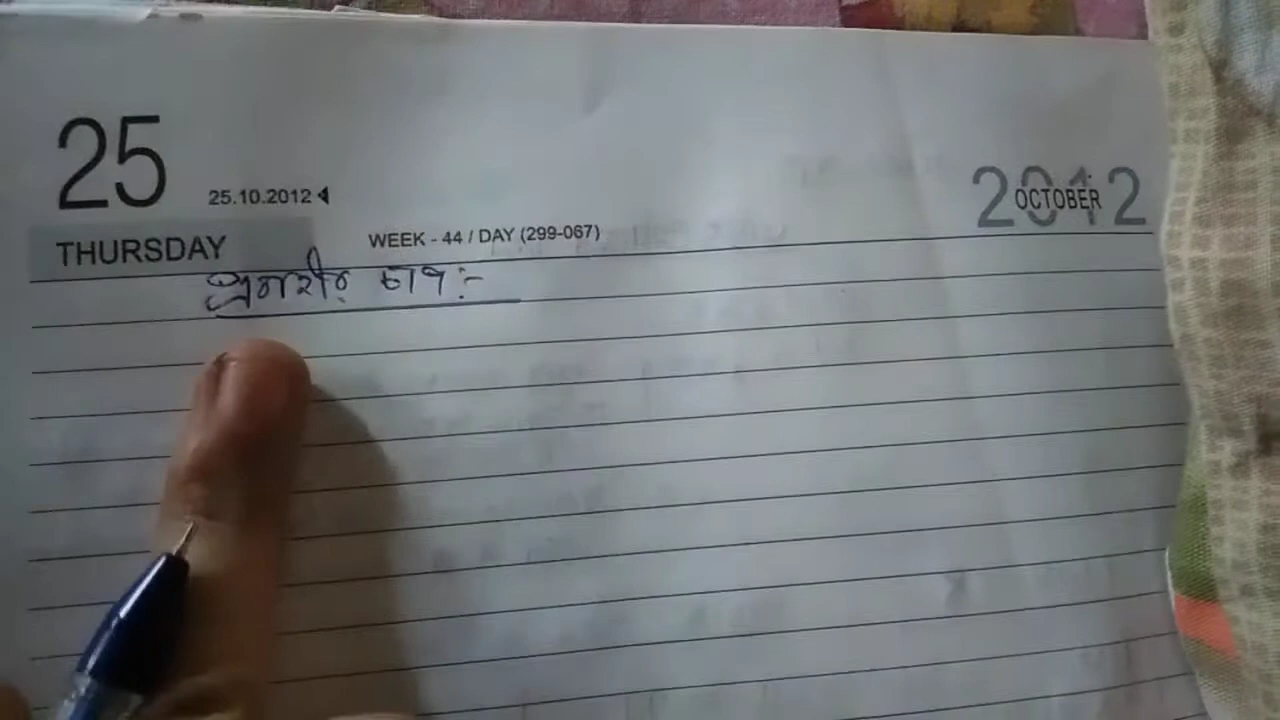 25
25.10.2012
2012
OCTOBER
THURSDAY
WEEK - 44 / DAY (299-067)
চাপ :-